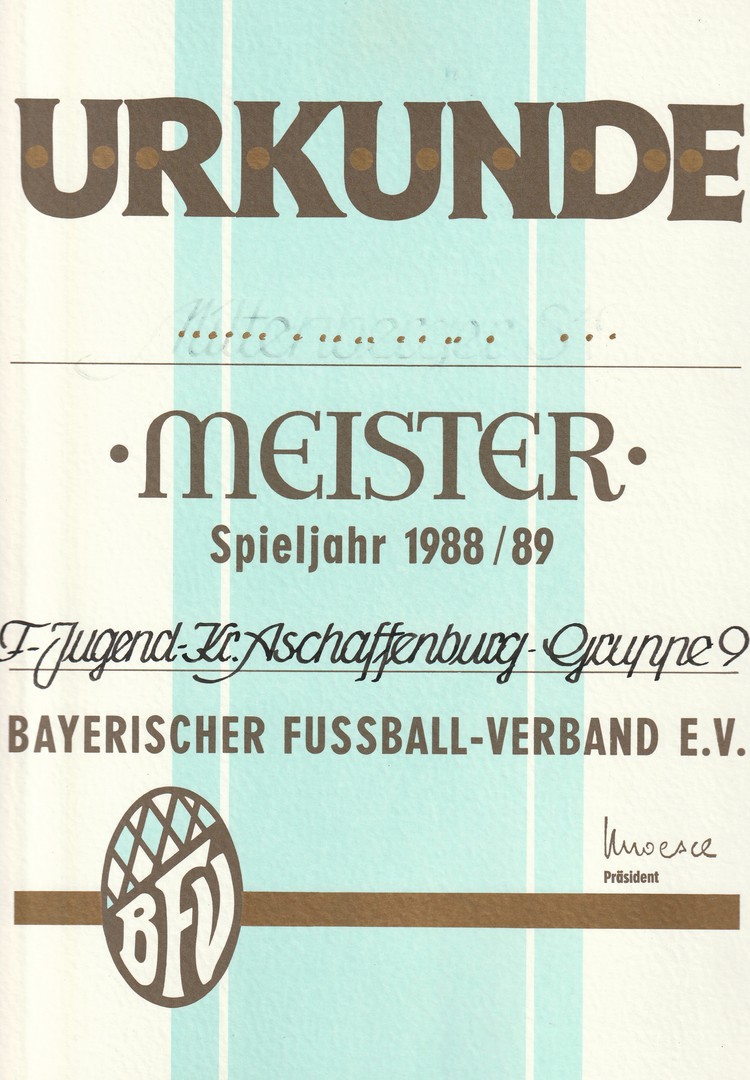 URKUNDE
·MEISTER·
Spieljahr 1988/89
F-Jugend-Kr. Aschaffenburg-Gruppe 9
BAYERISCHER FUSSBALL-VERBAND E.V.
Präsident
BFV